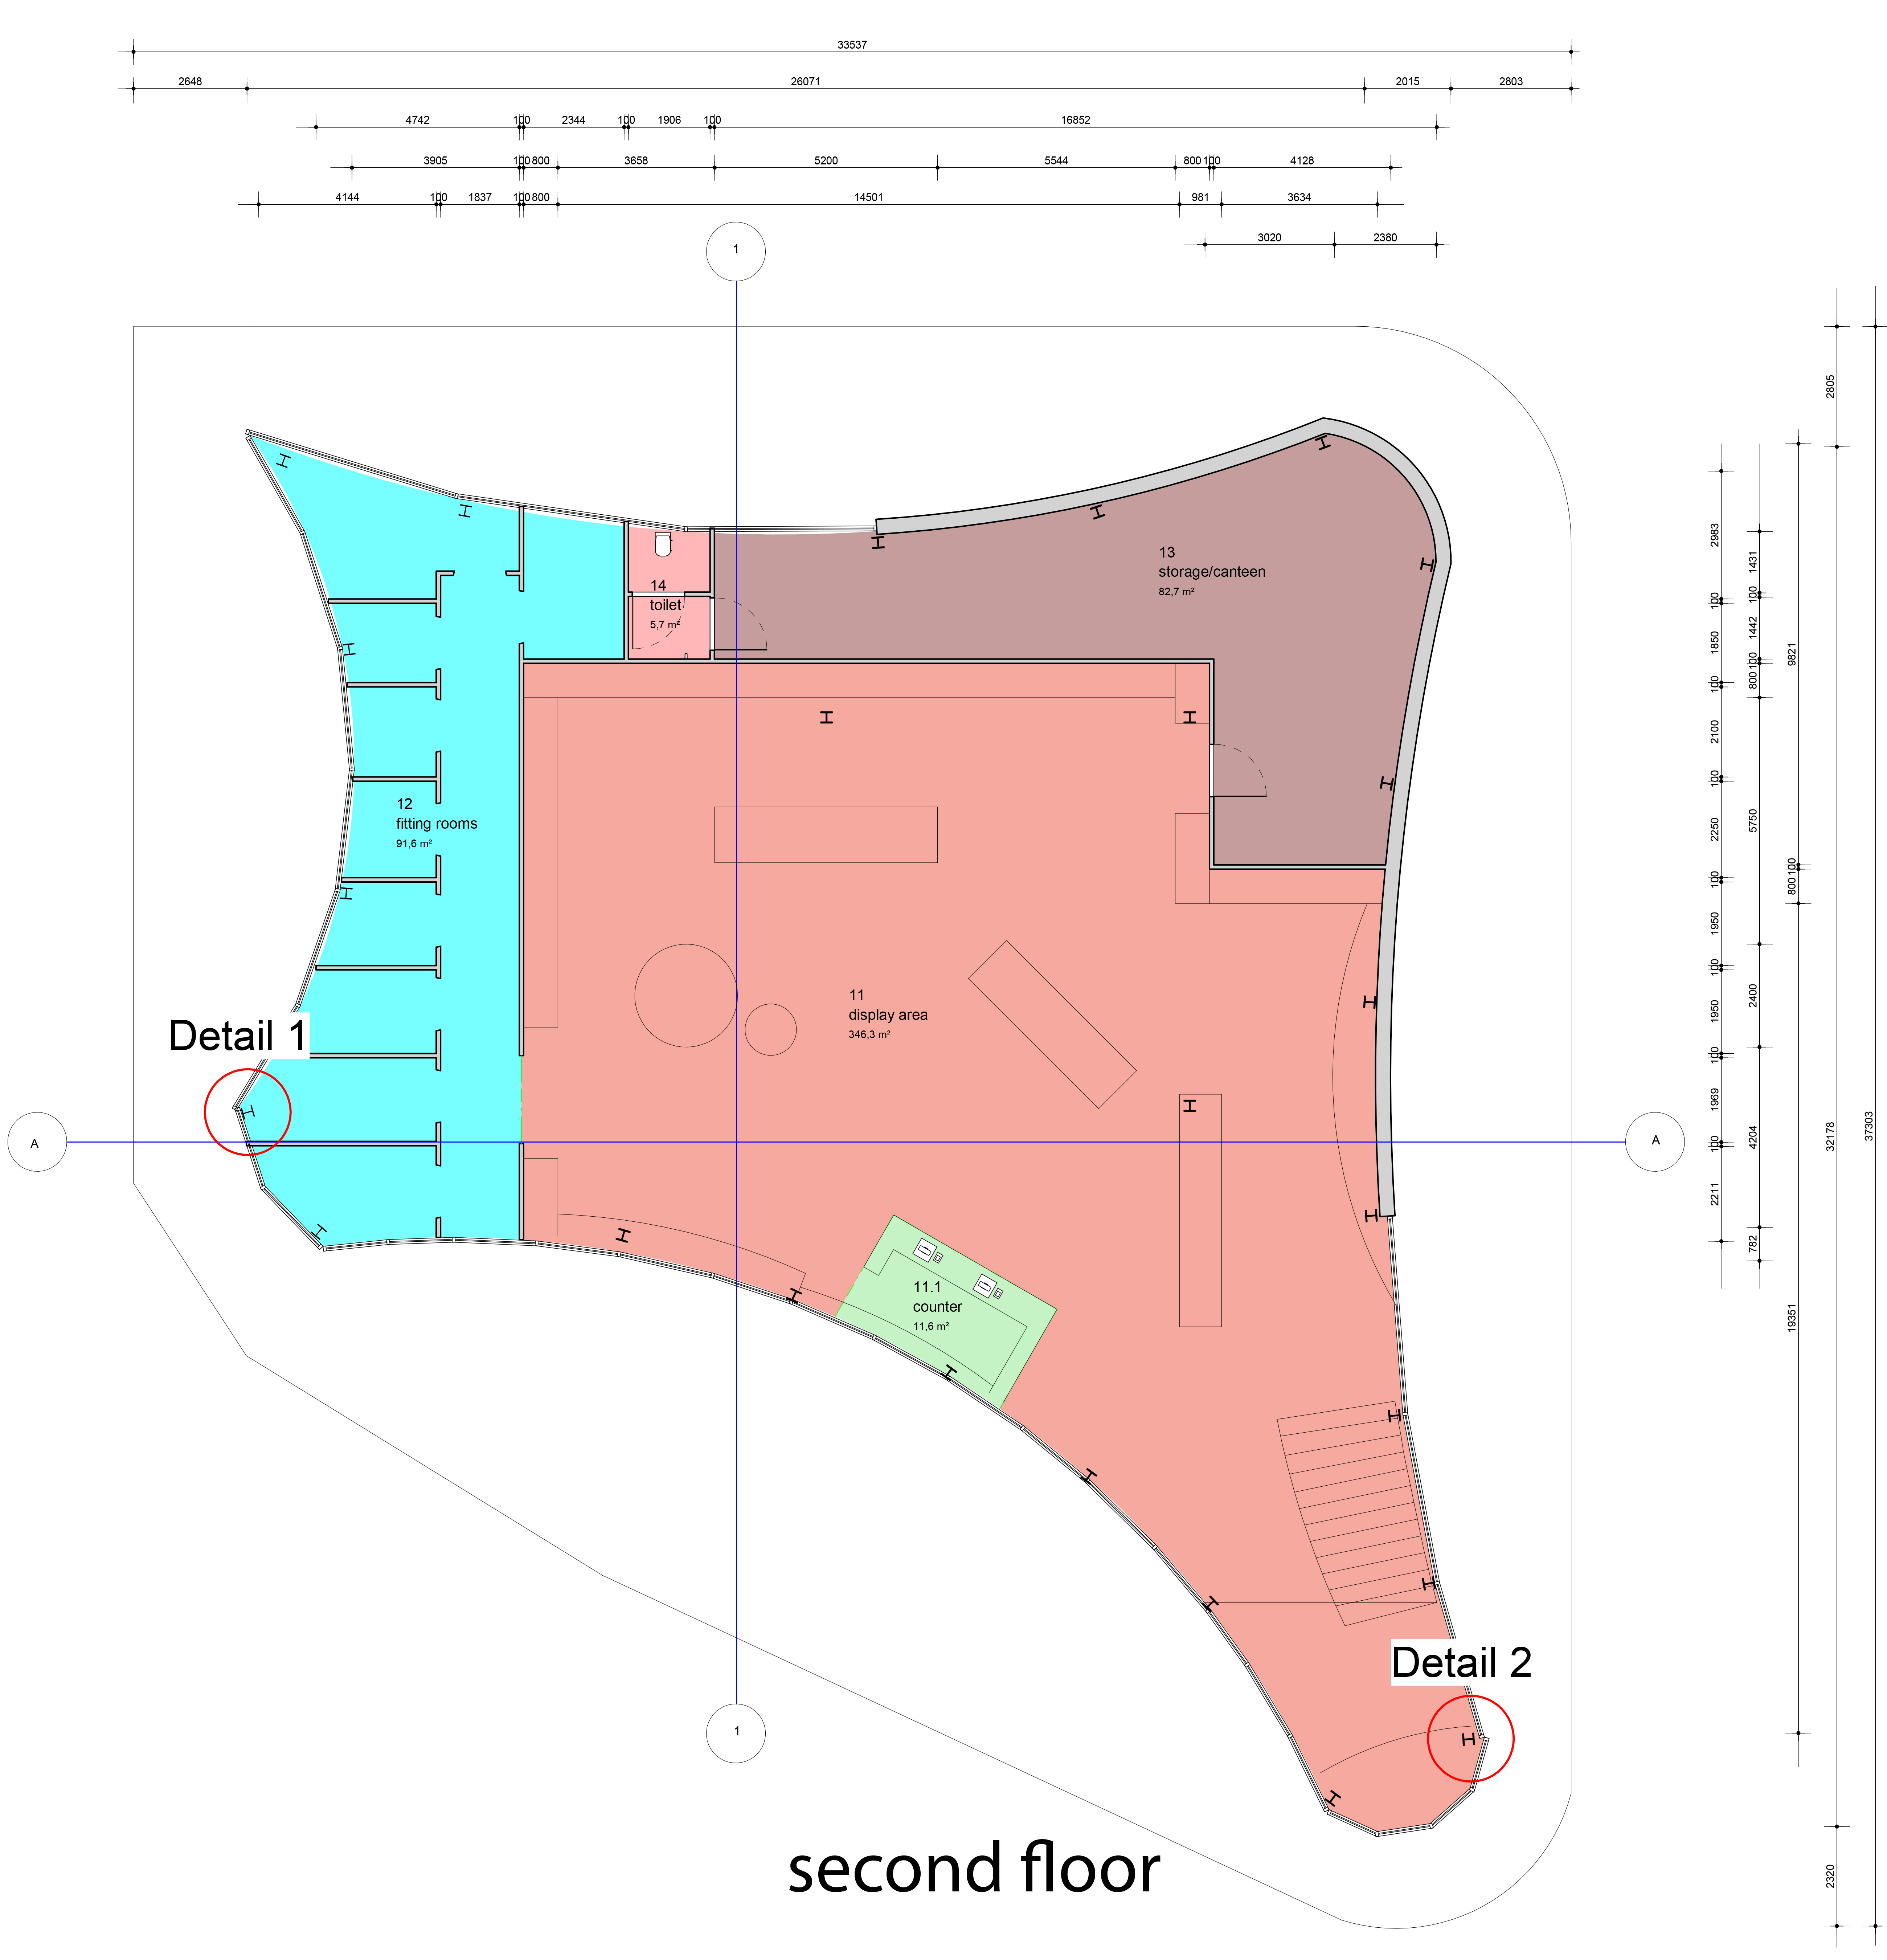 33537
2648 26071 2015 2803
4742 100 2344 100 1906 100 16852
3905 100 800 3658 5200 5544 800 100 4128
4144 100 1837 100 800 14501 981 3634
3020 2380
1
13
storage/canteen
82,7 m²
14
toilet
5,7 m²
12
fitting rooms
91,6 m²
11
display area
346,3 m²
Detail 1
A
A
11.1
counter
11,6 m²
Detail 2
1
second floor
2983
100
1850
100
2100
100
2250
100
1950
100
1950
100
1969
100
2211
1431
100
1442
100
800
5750
2400
4204
782
9821
100
800
19351
2805
32178
2320
37303